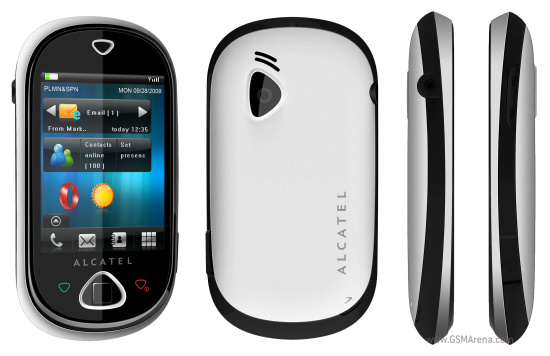 PLMN&SPN
MON 09/28/2009
Email ( 1 )
From Mark..
today 12:35
Contacts
online
( 100 )
Set
presenc
ALCATEL
ALCATEL
www.GSMArena.com